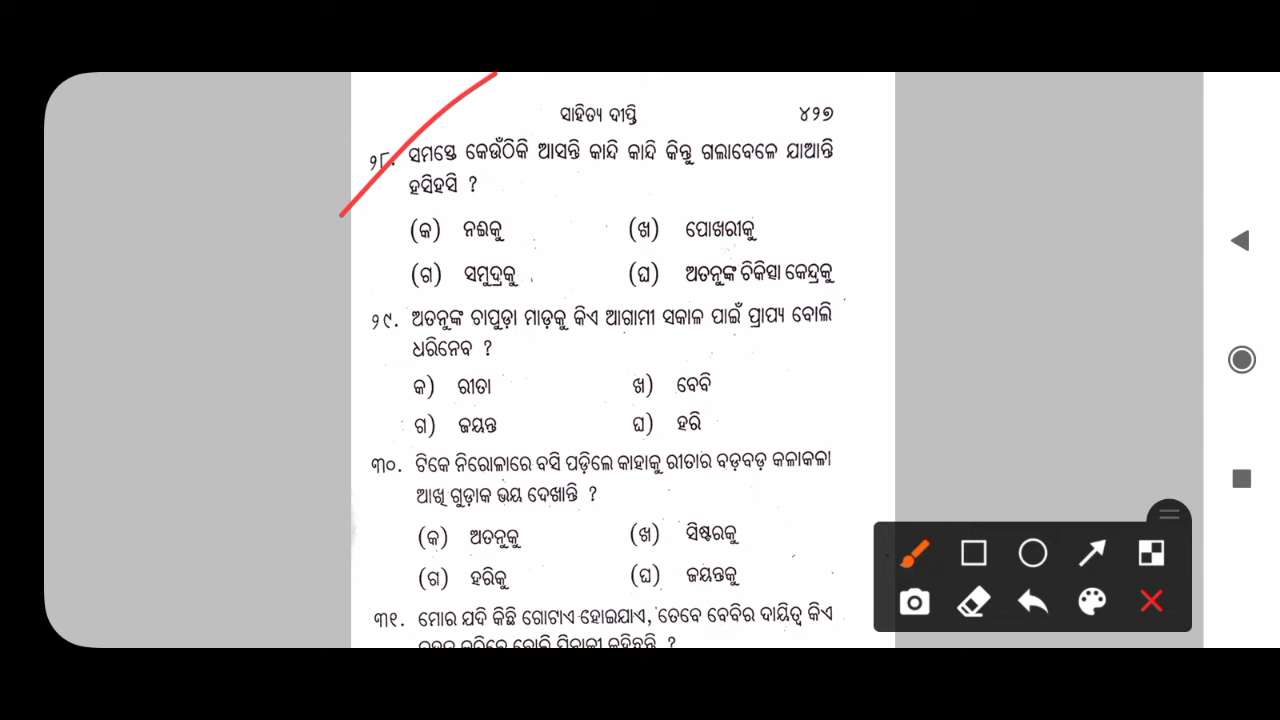 ସାହିତ୍ୟ ଦୀପ୍ତି ୪୨୭
୨୮. ସମସ୍ତେ କେଉଁଠିକି ଆସନ୍ତି କାନ୍ଦି କାନ୍ଦି କିନ୍ତୁ ଗଲାବେଳେ ଯାଆନ୍ତି
ହସିହସି ?
(କ) ନଈକୁ (ଖ) ପୋଖରୀକୁ
(ଗ) ସମୁଦ୍ରକୁ (ଘ) ଅତନୁଙ୍କ ଚିକିତ୍ସା କେନ୍ଦ୍ରକୁ
୨୯. ଅତନୁଙ୍କ ଚାପୁଡ଼ା ମାଡ଼କୁ କିଏ ଆଗାମୀ ସକାଳ ପାଇଁ ପ୍ରାପ୍ୟ ବୋଲି
ଧରିନେବ ?
କ) ରୀତା ଖ) ବେବି
ଗ) ଜୟନ୍ତ ଘ) ହରି
୩୦. ଟିକେ ନିରୋଳାରେ ବସି ପଡ଼ିଲେ କାହାକୁ ରୀତାର ବଡ଼ବଡ଼ କଳାକଳା
ଆଖି ଗୁଡ଼ାକ ଭୟ ଦେଖାନ୍ତି ?
(କ) ଅତନୁକୁ (ଖ) ସିଷ୍ଟରକୁ
(ଗ) ହରିକୁ (ଘ) ଜୟନ୍ତକୁ
୩୧. ମୋର ଯଦି କିଛି ଗୋଟାଏ ହୋଇଯାଏ, ତେବେ ବେବିର ଦାୟିତ୍ୱ କିଏ